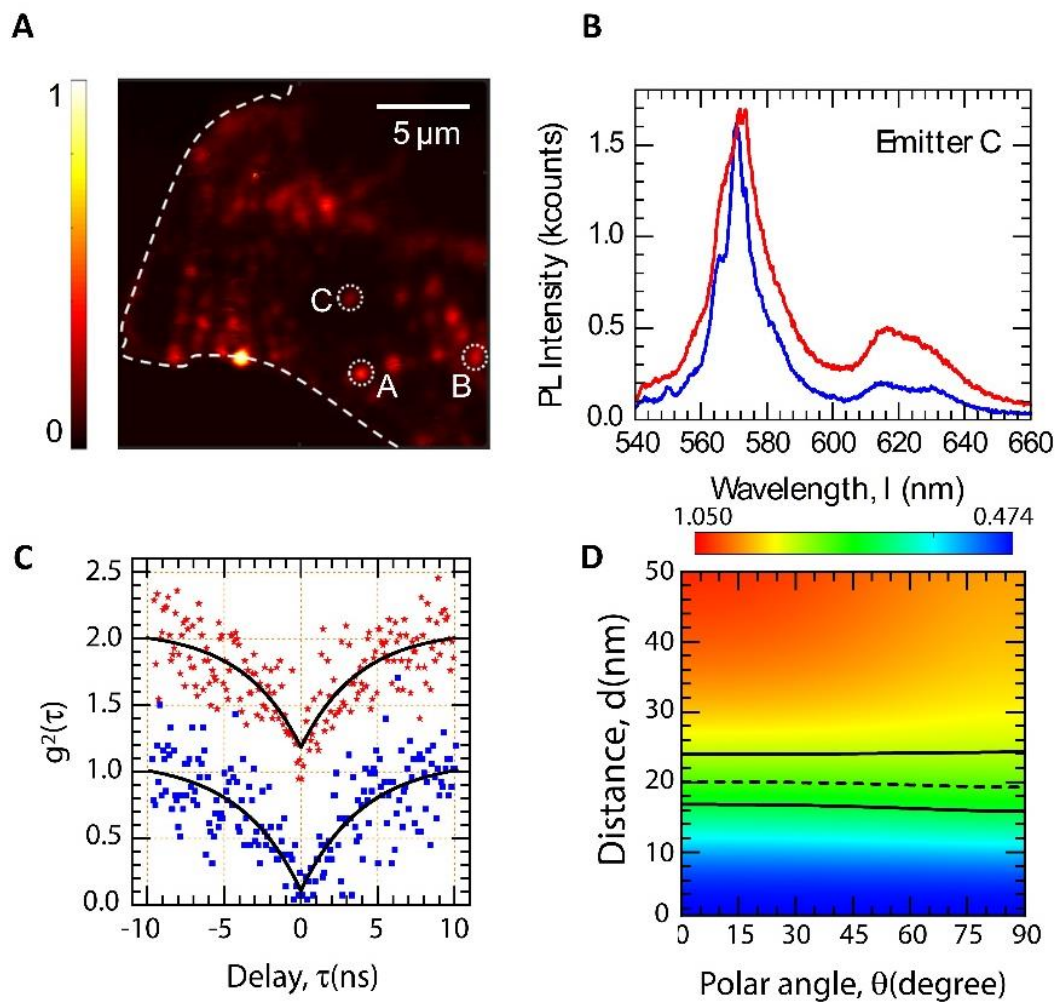 A
1
0
5 µm
C
A
B
B
Emitter C
PL Intensity (kcounts)
1.5
1.0
0.5
0.0
540 560 580 600 620 640 660
Wavelength, l (nm)
C
g²(τ)
2.5
2.0
1.5
1.0
0.5
0.0
-10 -5 0 5 10
Delay, τ(ns)
1.050 0.474
D
Distance, d(nm)
50
40
30
20
10
0
0 15 30 45 60 75 90
Polar angle, θ(degree)